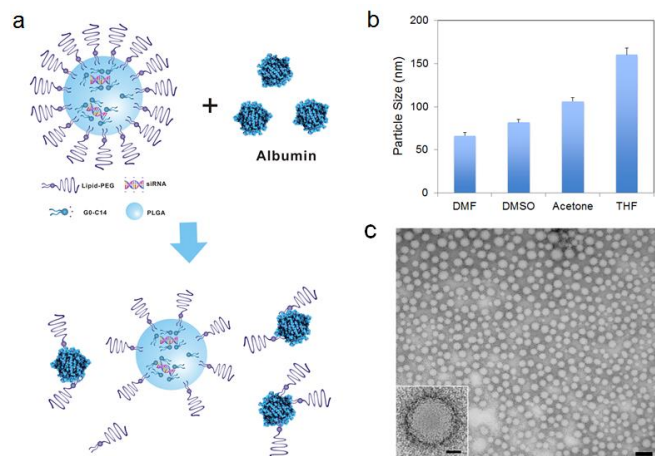 a
+
Albumin
Lipid-PEG
siRNA
G0-C14
PLGA
b
Particle Size (nm)
200
150
100
50
0
DMF
DMSO
Acetone
THF
c